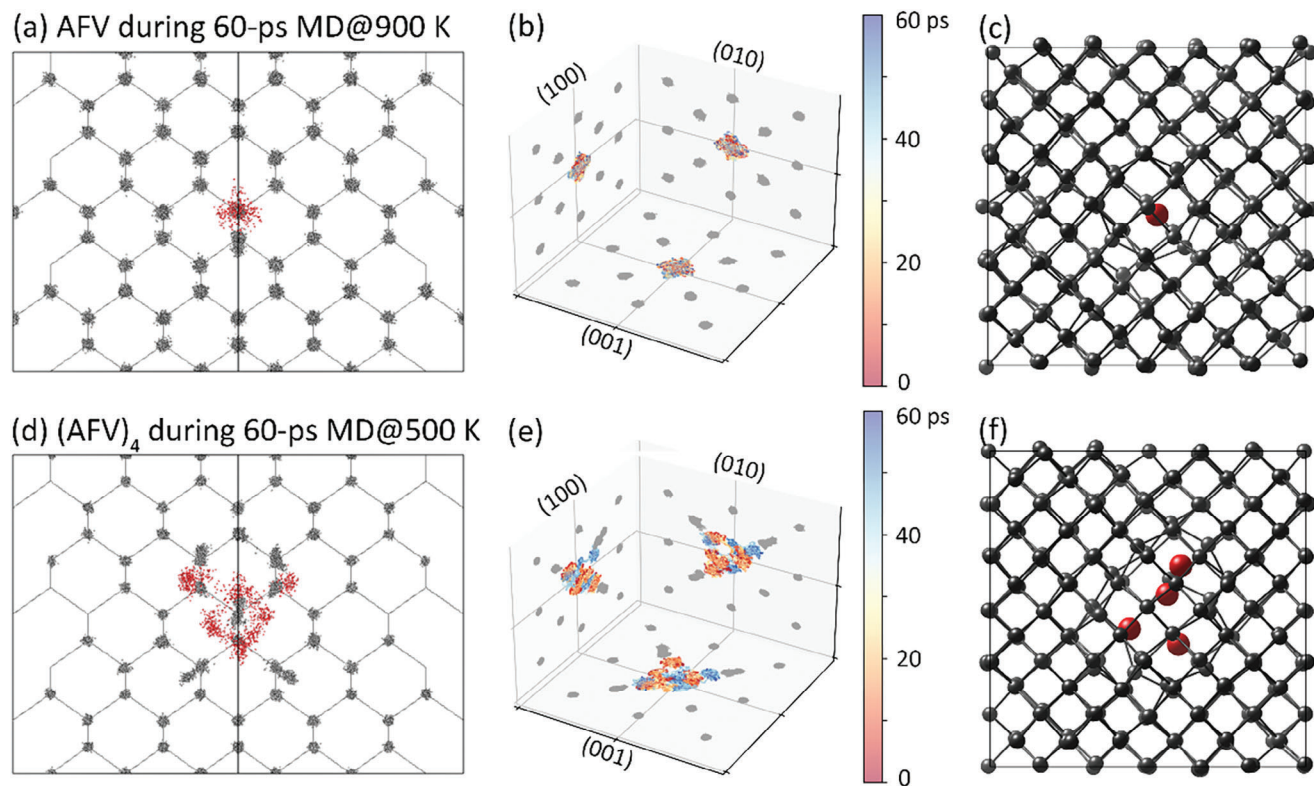 (a) AFV during 60-ps MD@900 K
(b)
(100)
(010)
(001)
60 ps
40
20
0
(c)
(d) (AFV)₄ during 60-ps MD@500 K
(e)
(100)
(010)
(001)
60 ps
40
20
0
(f)